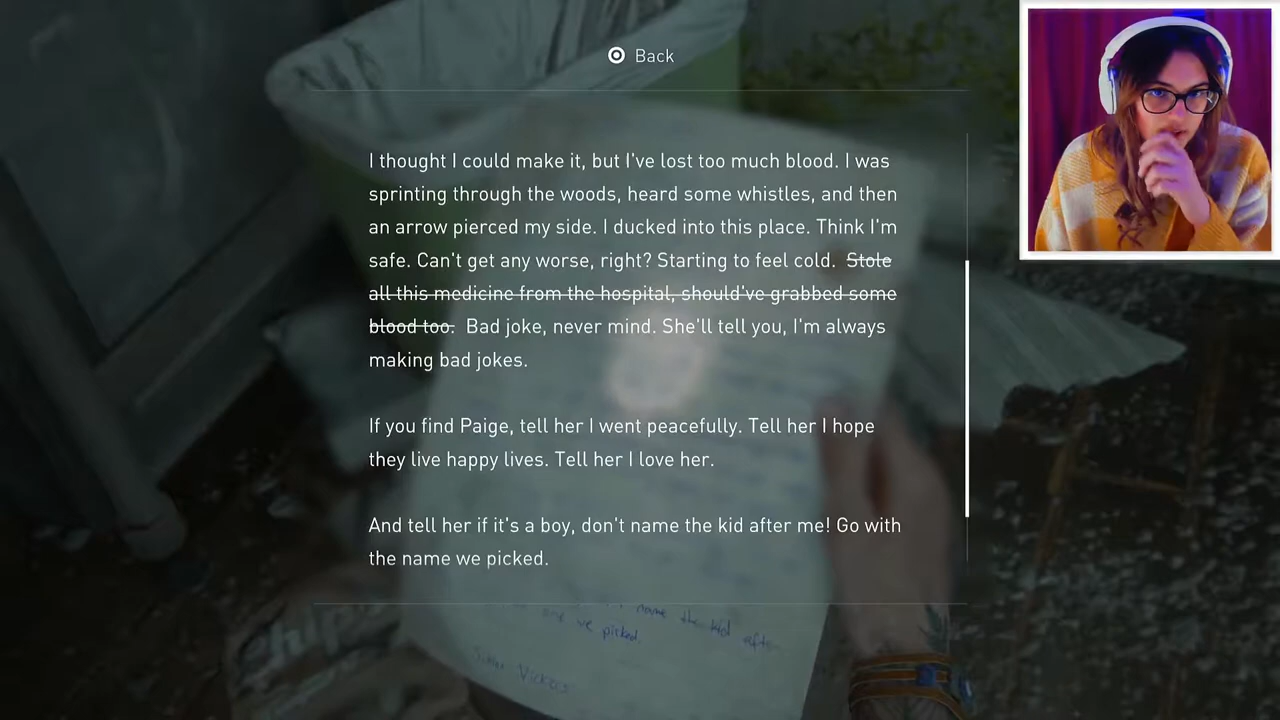 Back
I thought I could make it, but I've lost too much blood. I was
sprinting through the woods, heard some whistles, and then
an arrow pierced my side. I ducked into this place. Think I'm
safe. Can't get any worse, right? Starting to feel cold. Stole
all this medicine from the hospital, should've grabbed some
blood too. Bad joke, never mind. She'll tell you, I'm always
making bad jokes.
If you find Paige, tell her I went peacefully. Tell her I hope
they live happy lives. Tell her I love her.
And tell her if it's a boy, don't name the kid after me! Go with
the name we picked.
name the kid
we picked.